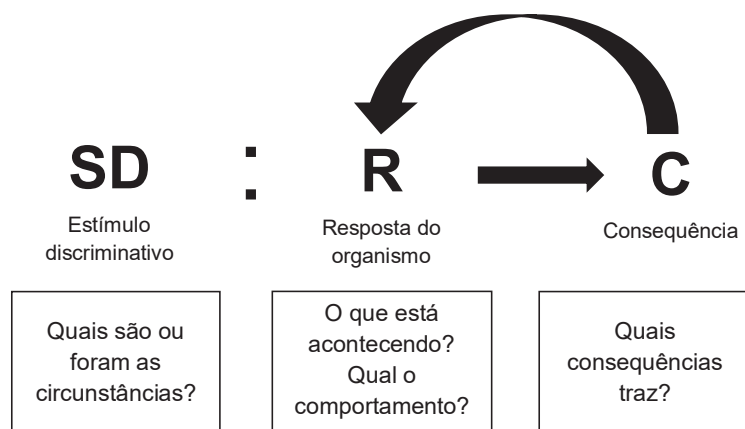 SD : R C
Estímulo
discriminativo
Resposta do
organismo
Consequência
Quais são ou
foram as
circunstâncias?
O que está
acontecendo?
Qual o
comportamento?
Quais
consequências
traz?